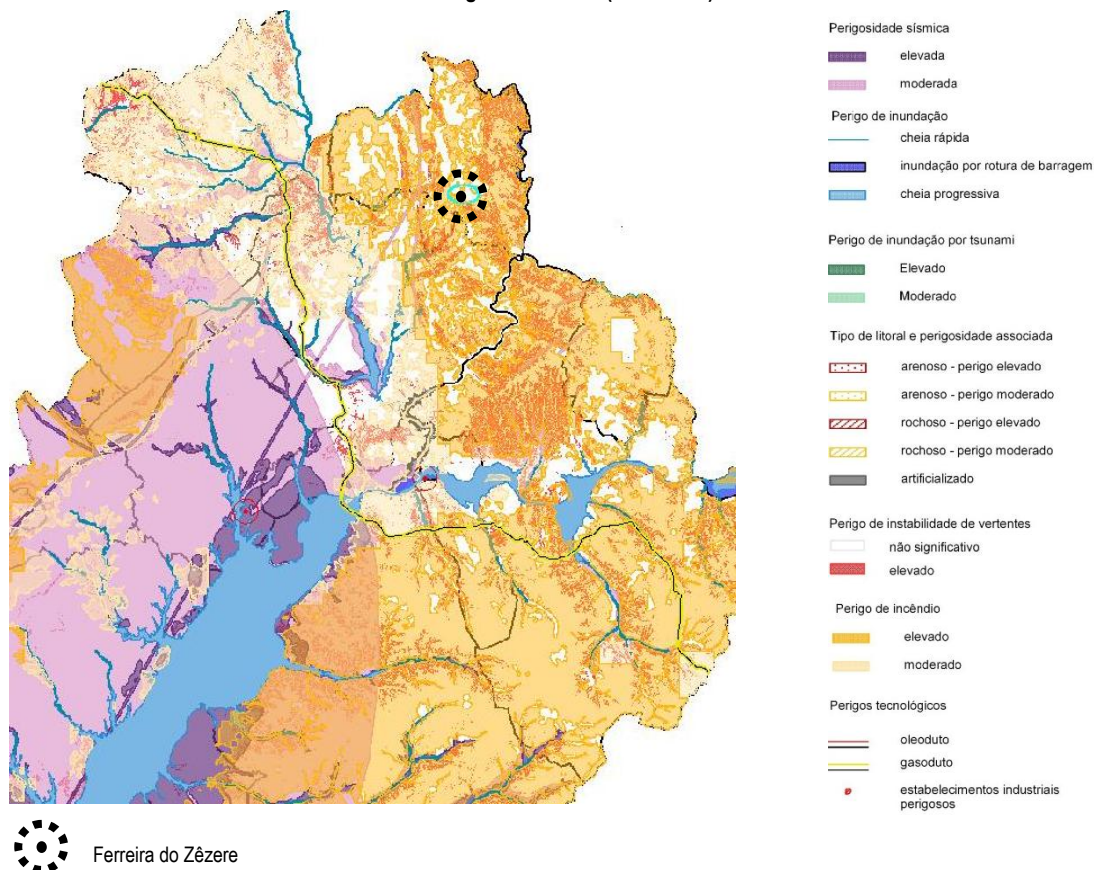 Perigosidade sísmica
elevada
moderada
Perigo de inundação
cheia rápida
inundação por rotura de barragem
cheia progressiva
Perigo de inundação por tsunami
Elevado
Moderado
Tipo de litoral e perigosidade associada
arenoso - perigo elevado
arenoso - perigo moderado
rochoso - perigo elevado
rochoso - perigo moderado
artificializado
Perigo de instabilidade de vertentes
não significativo
elevado
Perigo de incêndio
elevado
moderado
Perigos tecnológicos
oleoduto
gasoduto
estabelecimentos industriais
perigosos
Ferreira do Zêzere